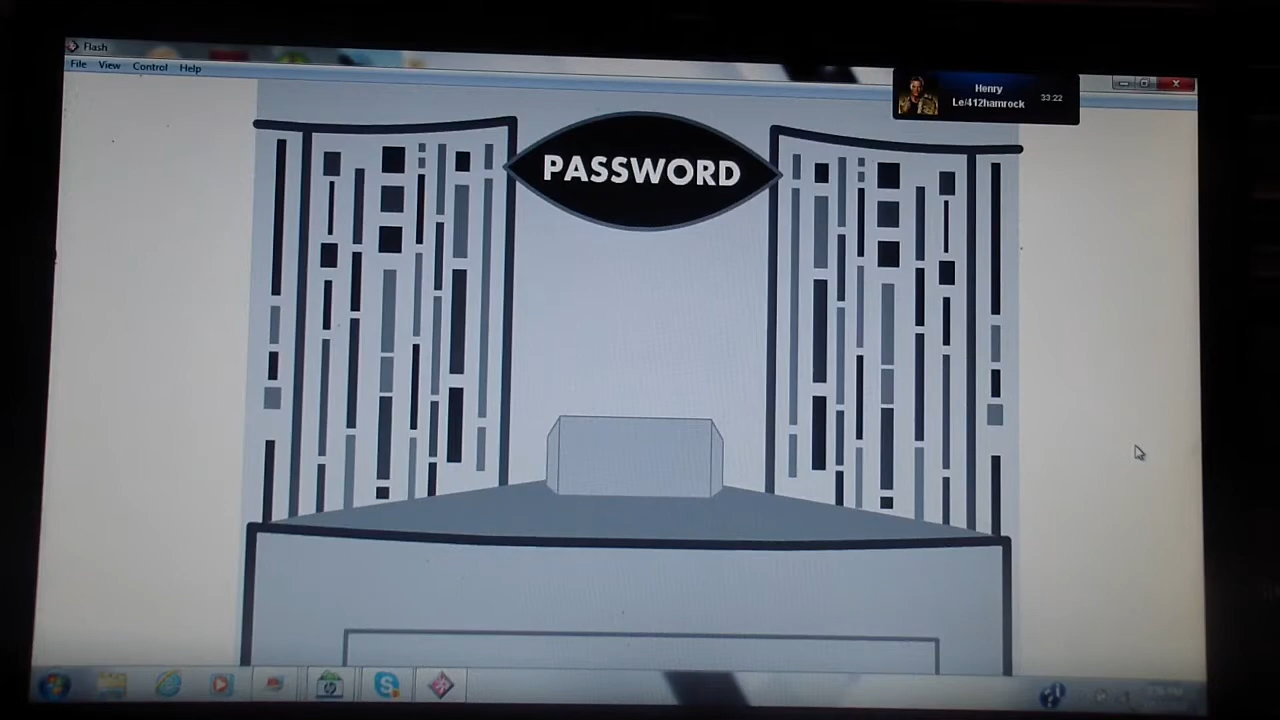 Flash
File View Control Help
Henry
Le/412hamrock
33:22
PASSWORD